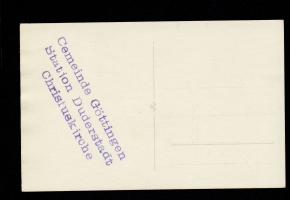 Gemeinde Göttingen
Station Duderstadt
Christuskirche